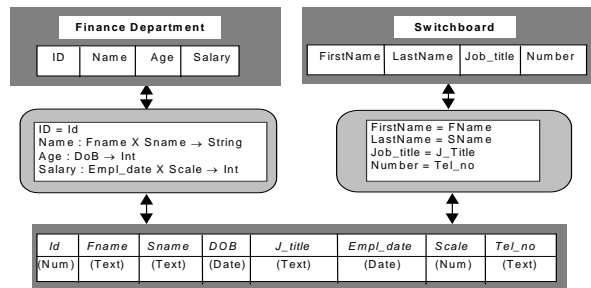 Finance Department
ID Name Age Salary
Switchboard
FirstName LastName Job_title Number
ID = Id
Name : Fname X Sname → String
Age : DoB → Int
Salary : Empl_date X Scale → Int
FirstName = FName
LastName = SName
Job_title = J_Title
Number = Tel_no
Id Fname Sname DOB J_title Empl_date Scale Tel_no
(Num) (Text) (Text) (Date) (Text) (Date) (Num) (Text)